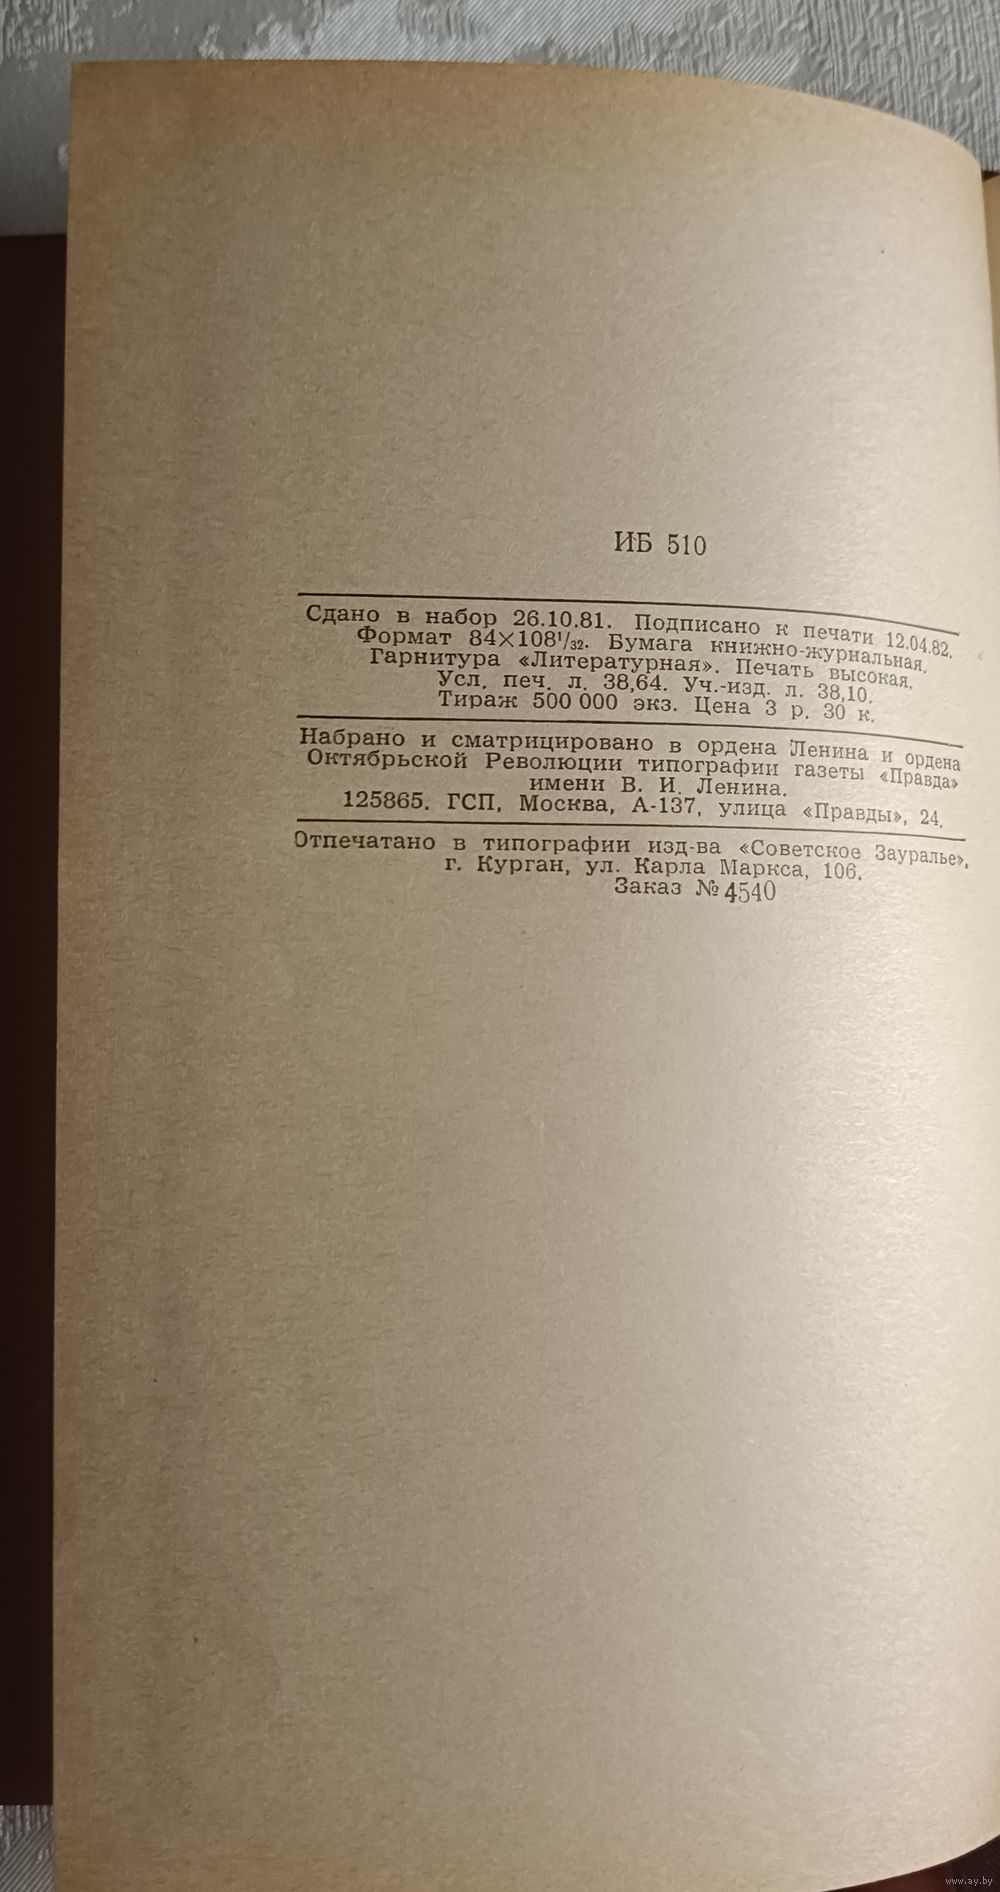 ИБ 510
Сдано в набор 26.10.81. Подписано к печати 12.04.82.
Формат 84×108¹/₃₂. Бумага книжно-журнальная.
Гарнитура «Литературная». Печать высокая.
Усл. печ. л. 38,64. Уч.-изд. л. 38,10.
Тираж 500 000 экз. Цена 3 р. 30 к.
Набрано и сматрицировано в ордена Ленина и ордена
Октябрьской Революции типографии газеты «Правда»
имени В. И. Ленина.
125865. ГСП, Москва, А-137, улица «Правды», 24.
Отпечатано в типографии изд-ва «Советское Зауралье»,
г. Курган, ул. Карла Маркса, 106.
Заказ № 4540
www.ay.by